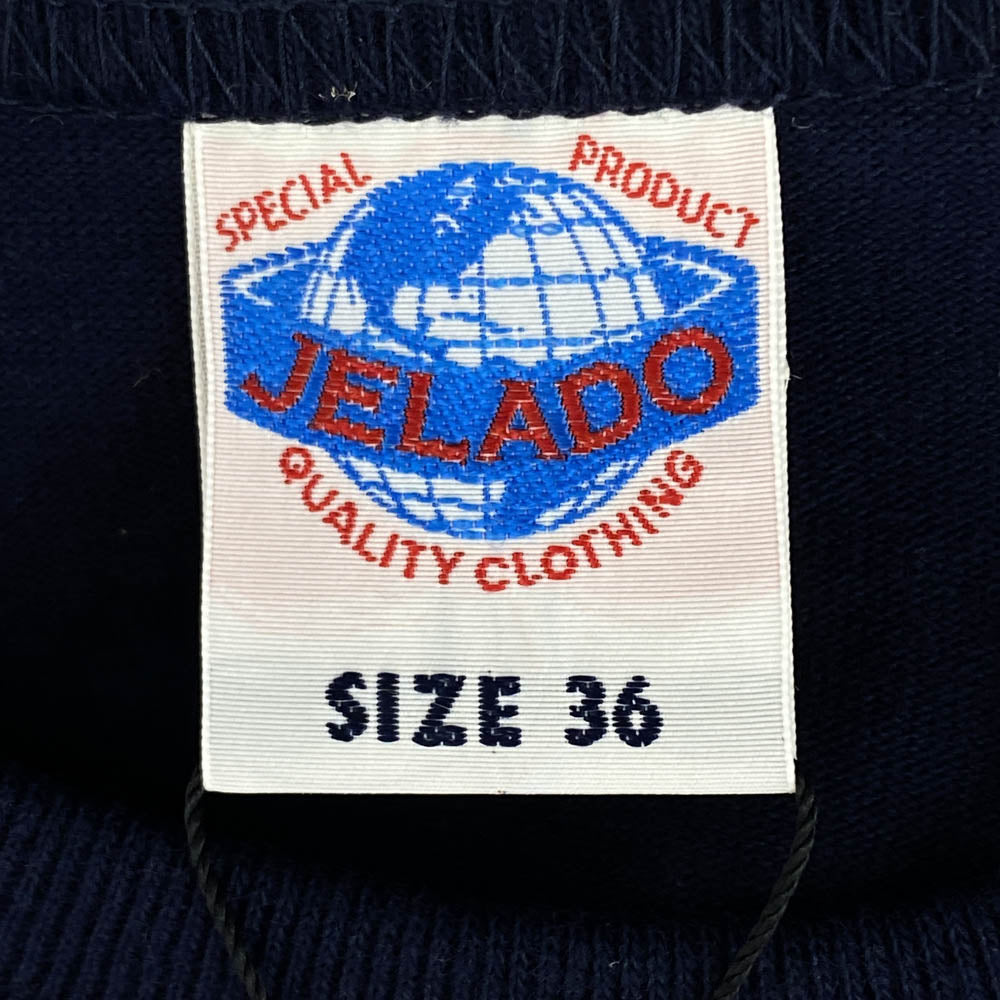 SPECIAL PRODUCT
JELADO
QUALITY CLOTHING
SIZE 36